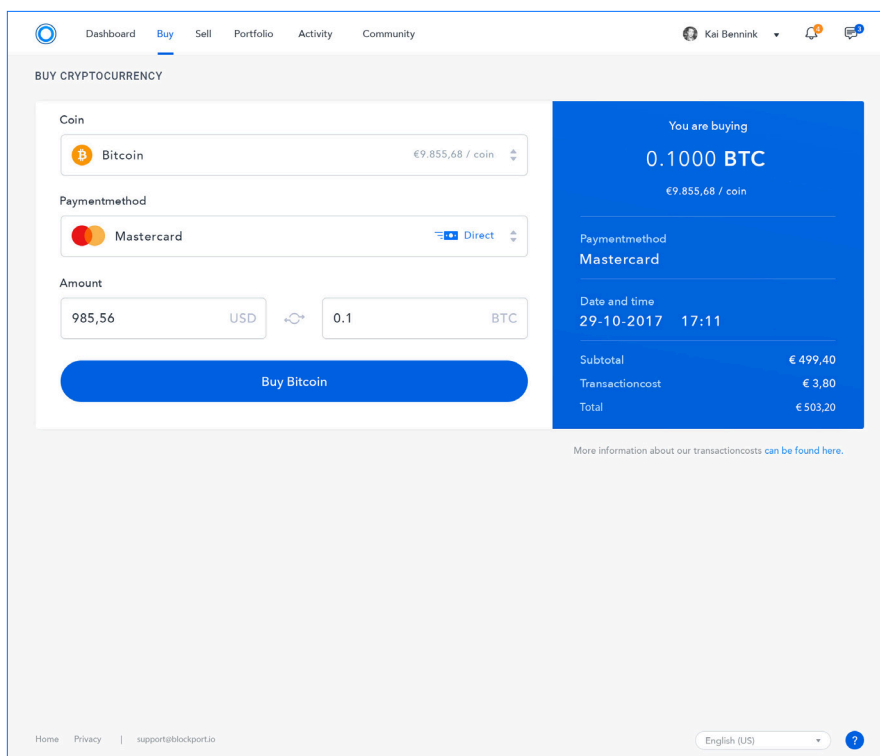 Dashboard Buy Sell Portfolio Activity Community Kai Bennink 4 3
BUY CRYPTOCURRENCY
Coin
Bitcoin €9.855,68 / coin
Paymentmethod
Mastercard Direct
Amount
985,56 USD 0.1 BTC
Buy Bitcoin
You are buying
0.1000 BTC
€9.855,68 / coin
Paymentmethod
Mastercard
Date and time
29-10-2017 17:11
Subtotal € 499,40
Transactioncost € 3,80
Total € 503,20
More information about our transactioncosts can be found here.
Home Privacy | support@blockport.io English (US) ?